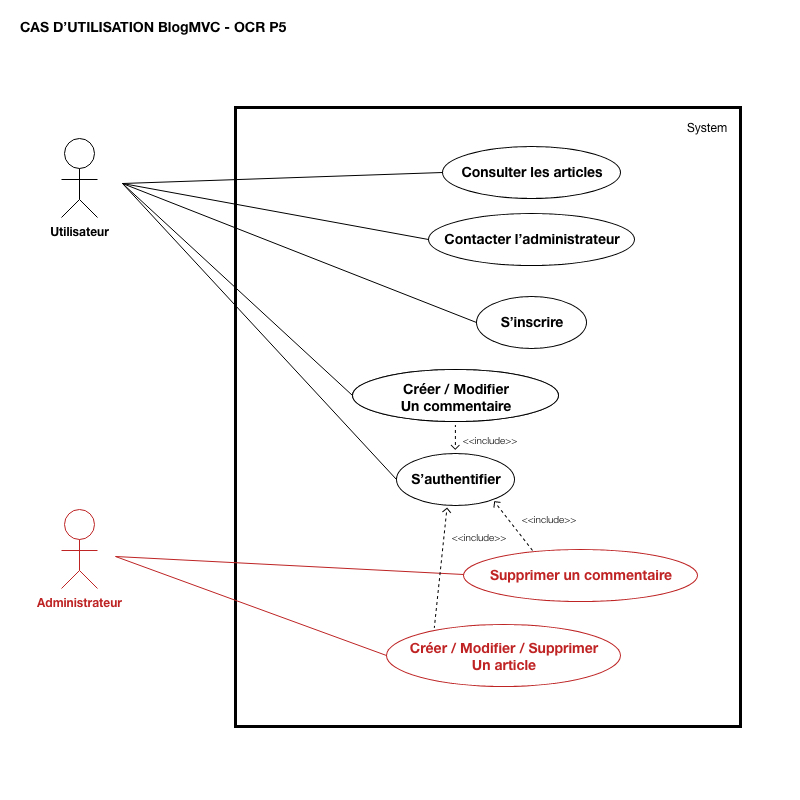 CAS D’UTILISATION BlogMVC - OCR P5
System
Consulter les articles
Utilisateur
Contacter l’administrateur
S’inscrire
Créer / Modifier
Un commentaire
<<include>>
S’authentifier
<<include>>
<<include>>
Supprimer un commentaire
Administrateur
Créer / Modifier / Supprimer
Un article